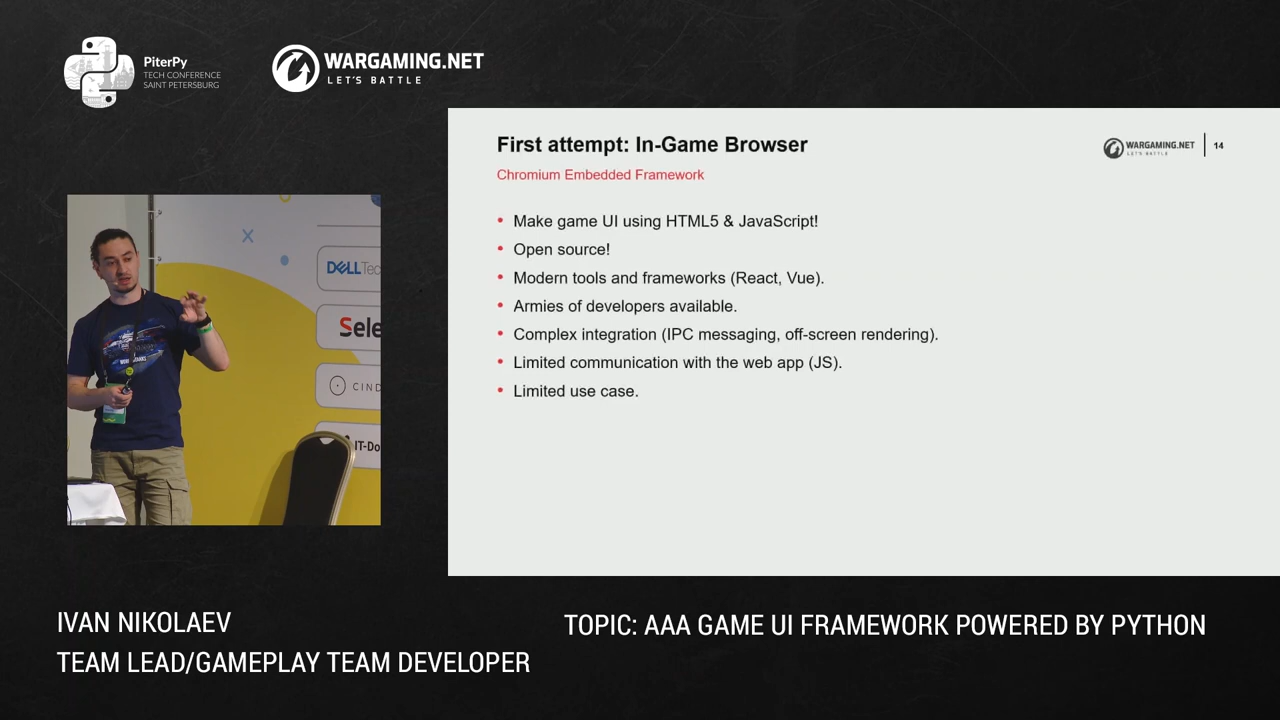 PiterPy
TECH CONFERENCE
SAINT PETERSBURG
WARGAMING.NET
LET'S BATTLE
First attempt: In-Game Browser
WARGAMING.NET
LET'S BATTLE
14
Chromium Embedded Framework
• Make game UI using HTML5 & JavaScript!
• Open source!
• Modern tools and frameworks (React, Vue).
• Armies of developers available.
• Complex integration (IPC messaging, off-screen rendering).
• Limited communication with the web app (JS).
• Limited use case.
DELL Tec
Sele
CIND
IT-Do
IVAN NIKOLAEV
TEAM LEAD/GAMEPLAY TEAM DEVELOPER
TOPIC: AAA GAME UI FRAMEWORK POWERED BY PYTHON